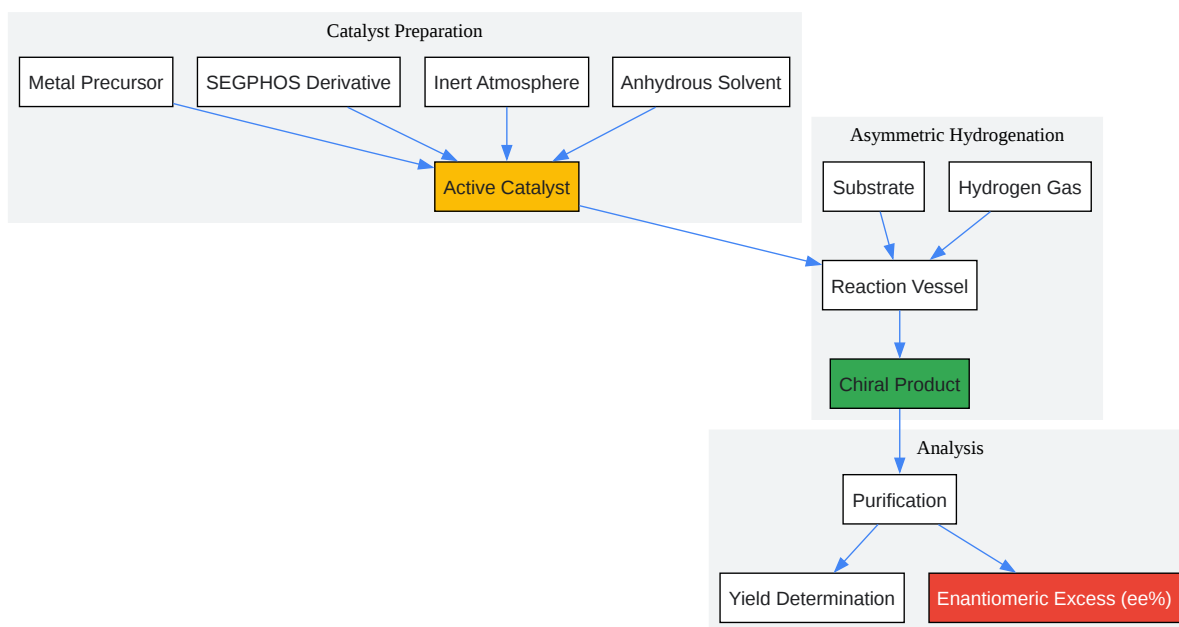 Catalyst Preparation
Metal Precursor
SEGPHOS Derivative
Inert Atmosphere
Anhydrous Solvent
Active Catalyst
Asymmetric Hydrogenation
Substrate
Hydrogen Gas
Reaction Vessel
Chiral Product
Analysis
Purification
Yield Determination
Enantiomeric Excess (ee%)